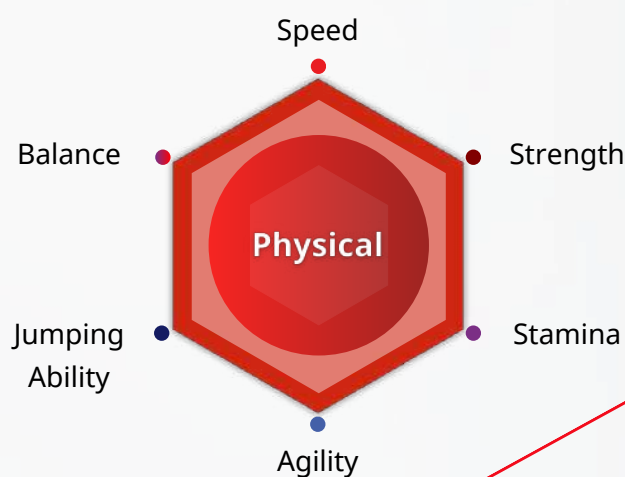 Speed
Balance
Strength
Physical
Jumping
Ability
Stamina
Agility